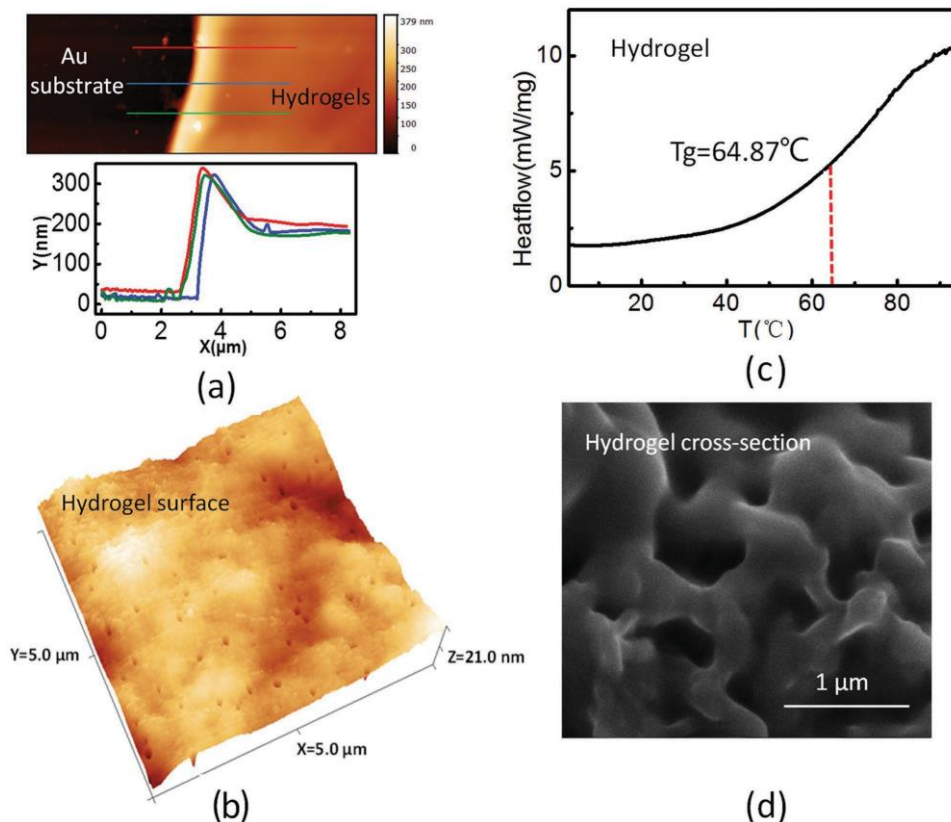 Au
substrate
Hydrogels
379 nm
300
250
200
150
100
50
0
Y(nm)
300
200
100
0
0 2 4 6 8
X(μm)
(a)
Hydrogel
Tg=64.87℃
Heatflow(mW/mg)
10
5
0
20 40 60 80
T(℃)
(c)
Hydrogel surface
Y=5.0 μm
Z=21.0 nm
X=5.0 μm
(b)
Hydrogel cross-section
1 μm
(d)